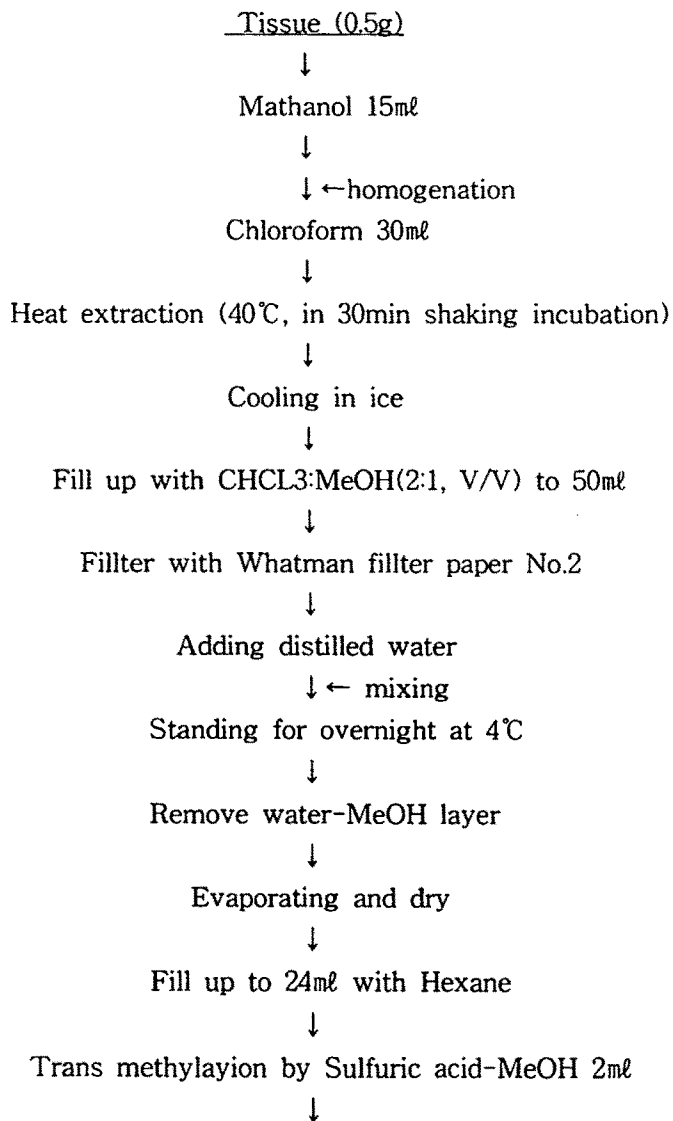 Tissue (0.5g)
↓
Mathanol 15㎖
↓
↓ ←homogenation
Chloroform 30㎖
↓
Heat extraction (40℃, in 30min shaking incubation)
↓
Cooling in ice
↓
Fill up with CHCL3:MeOH(2:1, V/V) to 50㎖
↓
Fillter with Whatman fillter paper No.2
↓
Adding distilled water
↓ ← mixing
Standing for overnight at 4℃
↓
Remove water-MeOH layer
↓
Evaporating and dry
↓
Fill up to 24㎖ with Hexane
↓
Trans methylayion by Sulfuric acid-MeOH 2㎖
↓